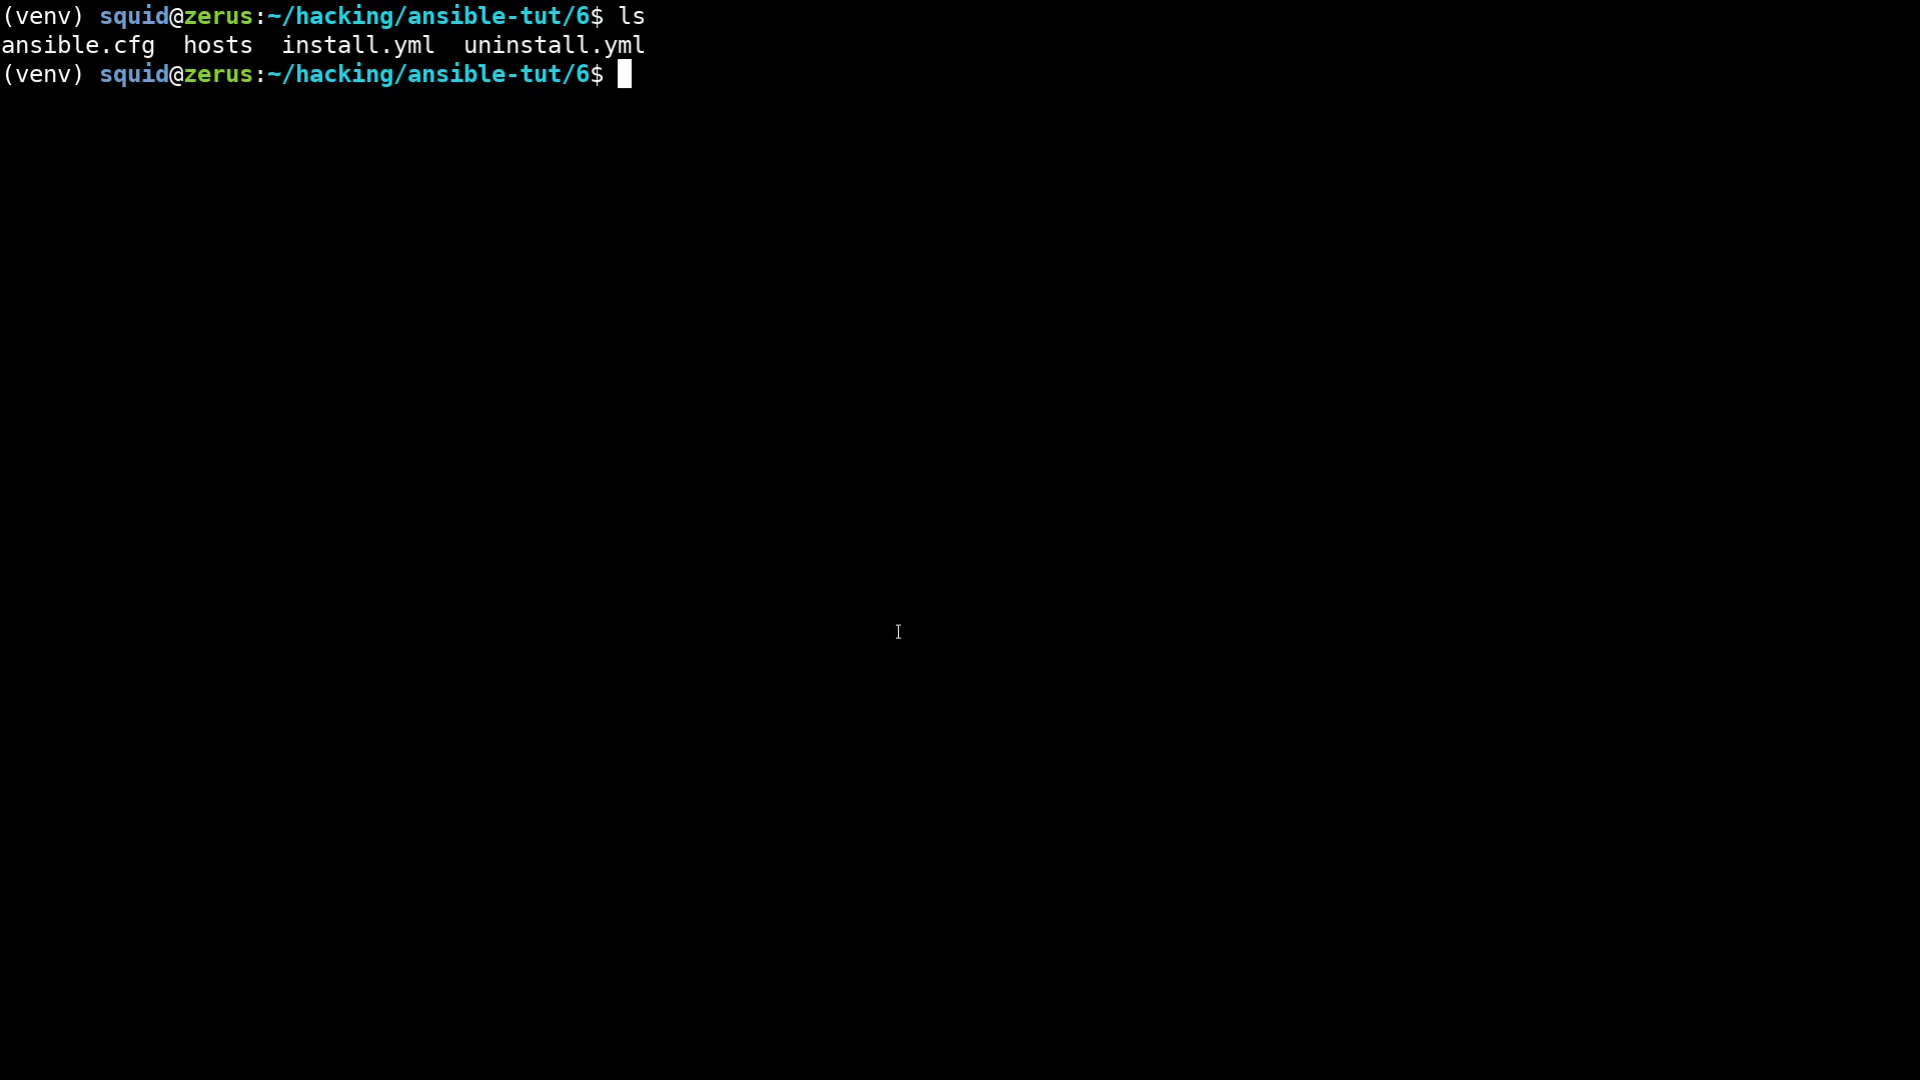 (venv) squid@zerus:~/hacking/ansible-tut/6$ ls
ansible.cfg  hosts  install.yml  uninstall.yml
(venv) squid@zerus:~/hacking/ansible-tut/6$